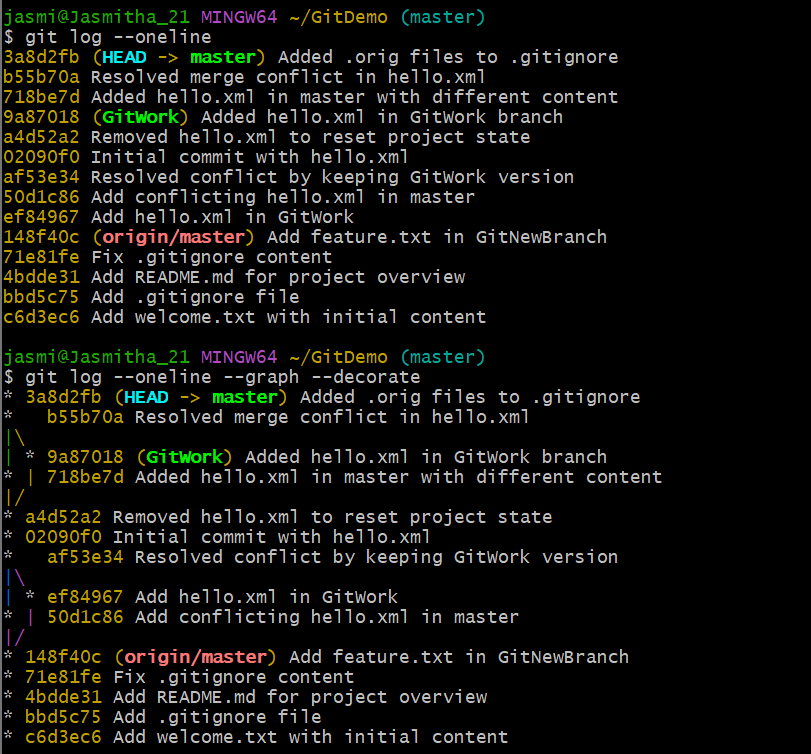 jasmi@Jasmitha_21 MINGW64 ~/GitDemo (master)
$ git log --oneline
3a8d2fb (HEAD -> master) Added .orig files to .gitignore
b55b70a Resolved merge conflict in hello.xml
718be7d Added hello.xml in master with different content
9a87018 (GitWork) Added hello.xml in GitWork branch
a4d52a2 Removed hello.xml to reset project state
02090f0 Initial commit with hello.xml
af53e34 Resolved conflict by keeping GitWork version
50d1c86 Add conflicting hello.xml in master
ef84967 Add hello.xml in GitWork
148f40c (origin/master) Add feature.txt in GitNewBranch
71e81fe Fix .gitignore content
4bdde31 Add README.md for project overview
bbd5c75 Add .gitignore file
c6d3ec6 Add welcome.txt with initial content

jasmi@Jasmitha_21 MINGW64 ~/GitDemo (master)
$ git log --oneline --graph --decorate
* 3a8d2fb (HEAD -> master) Added .orig files to .gitignore
*   b55b70a Resolved merge conflict in hello.xml
|\
| * 9a87018 (GitWork) Added hello.xml in GitWork branch
* | 718be7d Added hello.xml in master with different content
|/
* a4d52a2 Removed hello.xml to reset project state
* 02090f0 Initial commit with hello.xml
*   af53e34 Resolved conflict by keeping GitWork version
|\
| * ef84967 Add hello.xml in GitWork
* | 50d1c86 Add conflicting hello.xml in master
|/
* 148f40c (origin/master) Add feature.txt in GitNewBranch
* 71e81fe Fix .gitignore content
* 4bdde31 Add README.md for project overview
* bbd5c75 Add .gitignore file
* c6d3ec6 Add welcome.txt with initial content